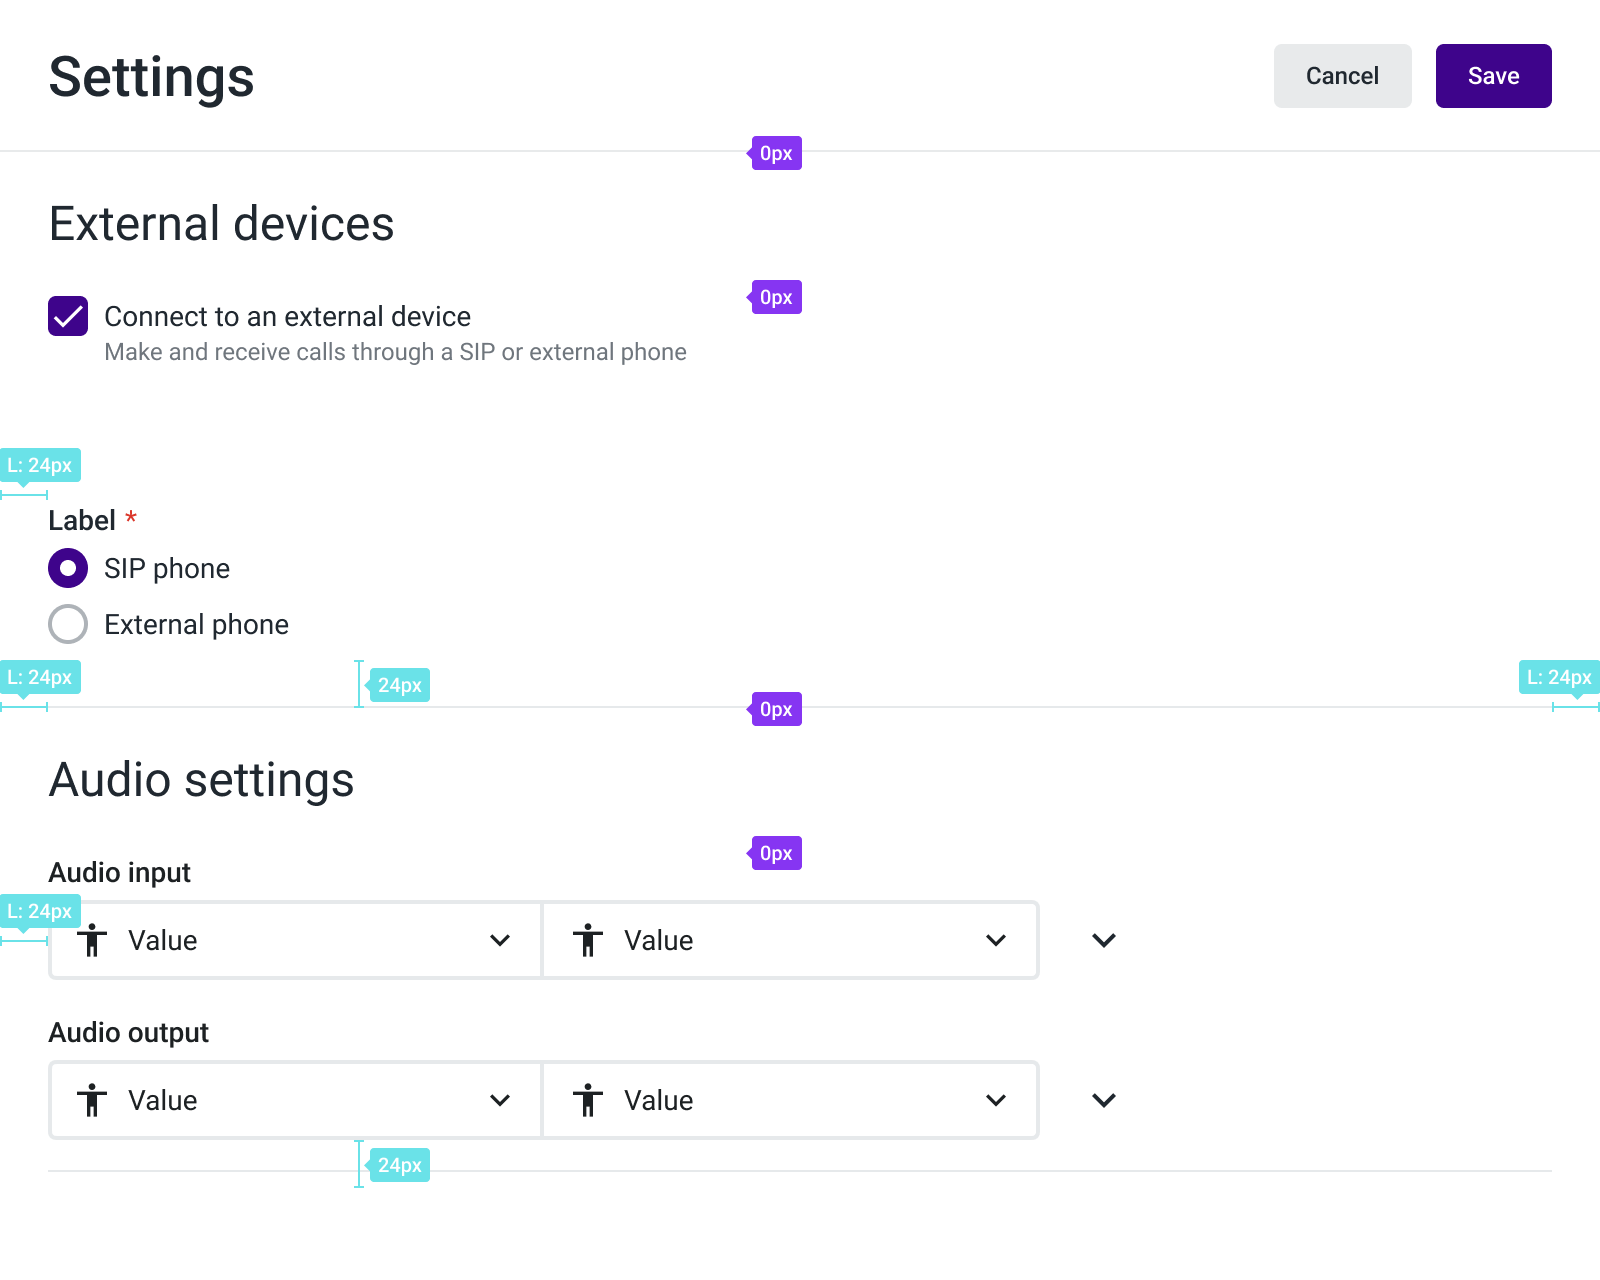 Settings
Cancel
Save
0px
External devices
0px
Connect to an external device
Make and receive calls through a SIP or external phone
L: 24px
Label *
SIP phone
External phone
L: 24px
24px
L: 24px
0px
Audio settings
0px
Audio input
L: 24px
Value
Value
Audio output
Value
Value
24px